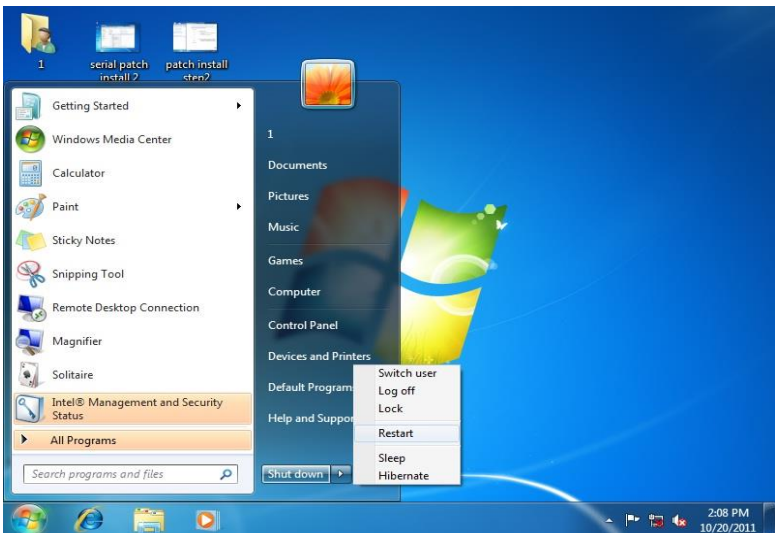 1
serial patch
install 2
patch install
step2
Getting Started
Windows Media Center
Calculator
Paint
Sticky Notes
Snipping Tool
Remote Desktop Connection
Magnifier
Solitaire
Intel® Management and Security
Status
All Programs
Search programs and files
1
Documents
Pictures
Music
Games
Computer
Control Panel
Devices and Printers
Default Program
Help and Suppor
Shut down
Switch user
Log off
Lock
Restart
Sleep
Hibernate
2:08 PM
10/20/2011